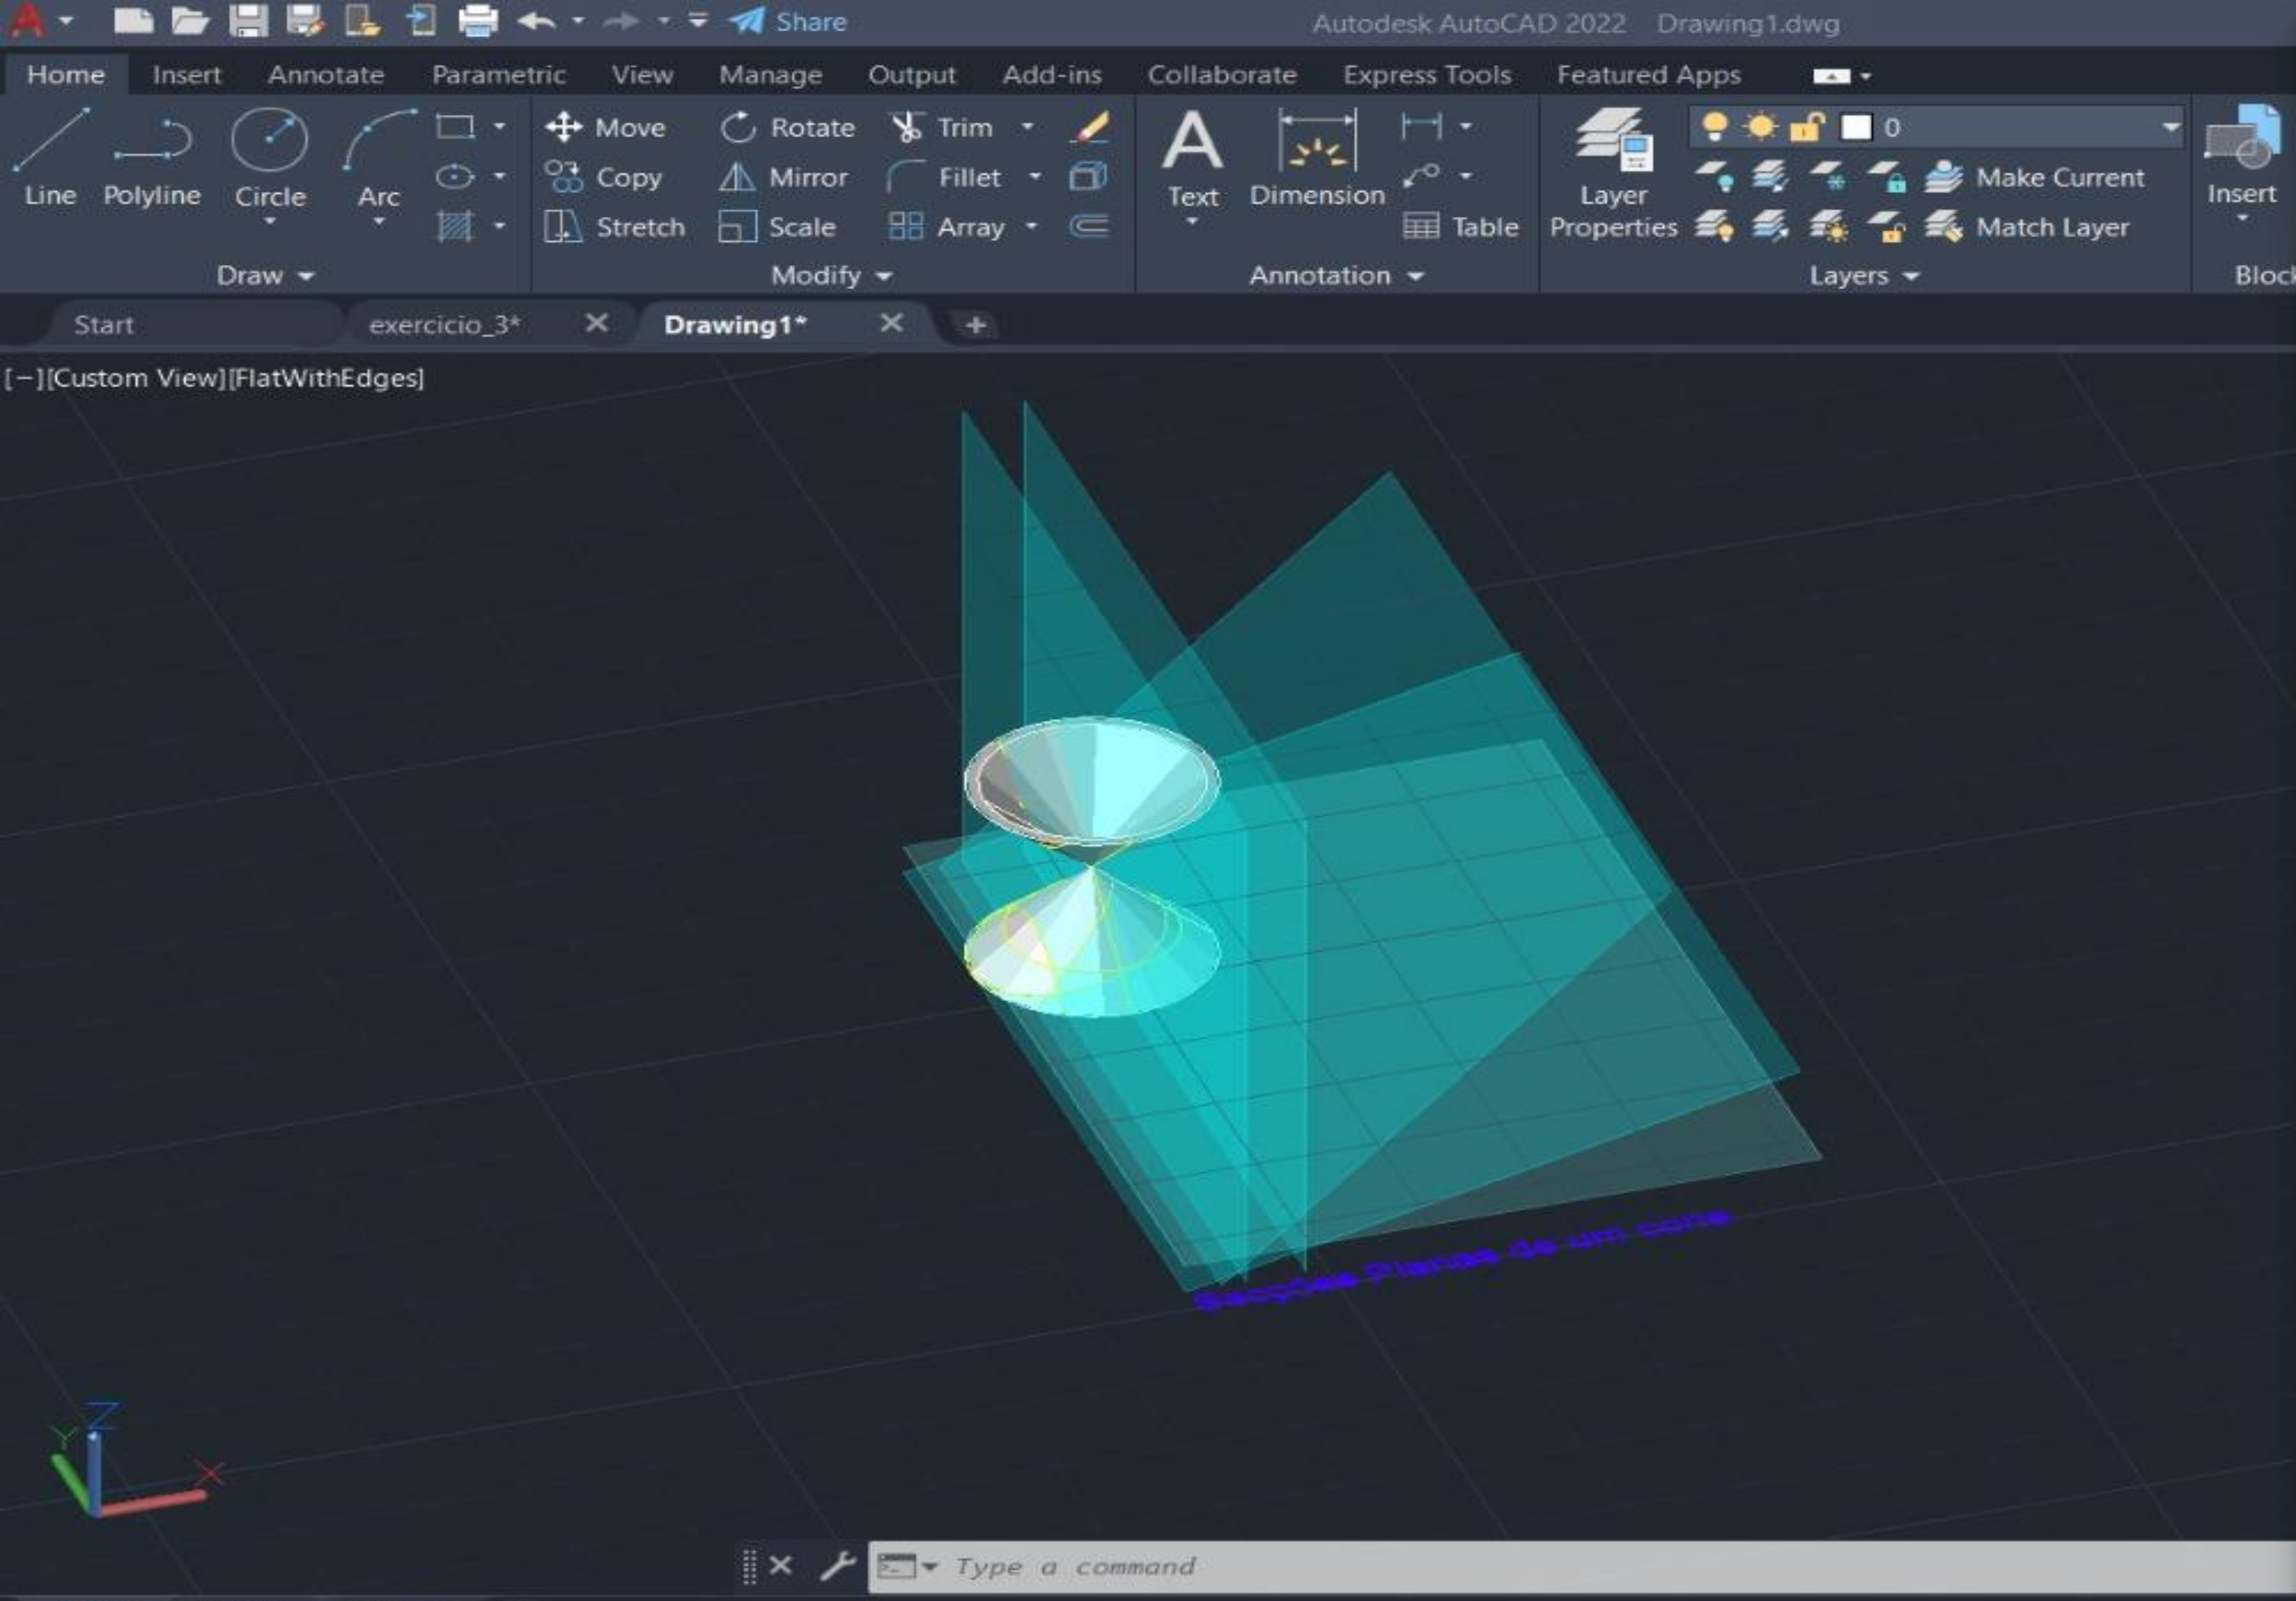 Share Autodesk AutoCAD 2022 Drawing1.dwg
Home Insert Annotate Parametric View Manage Output Add-ins Collaborate Express Tools Featured Apps
Move Rotate Trim 0
Line Polyline Circle Arc Copy Mirror Fillet Text Dimension Layer Properties Make Current Insert
Stretch Scale Array Table Match Layer
Draw Modify Annotation Layers Block
Start exercicio_3* Drawing1*
[−][Custom View][FlatWithEdges]
Secções Planas de um cone
Z
Y
X
Type a command